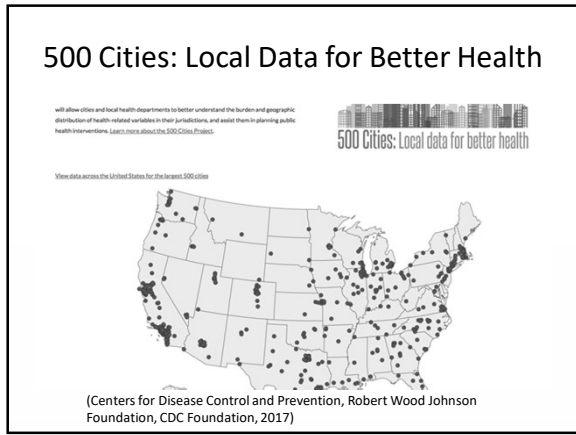 500 Cities: Local Data for Better Health
will allow cities and local health departments to better understand the burden and geographic
distribution of health-related variables in their jurisdictions, and assist them in planning public
health interventions. Learn more about the 500 Cities Project.
500 Cities: Local data for better health
View data across the United States for the largest 500 cities
(Centers for Disease Control and Prevention, Robert Wood Johnson
Foundation, CDC Foundation, 2017)